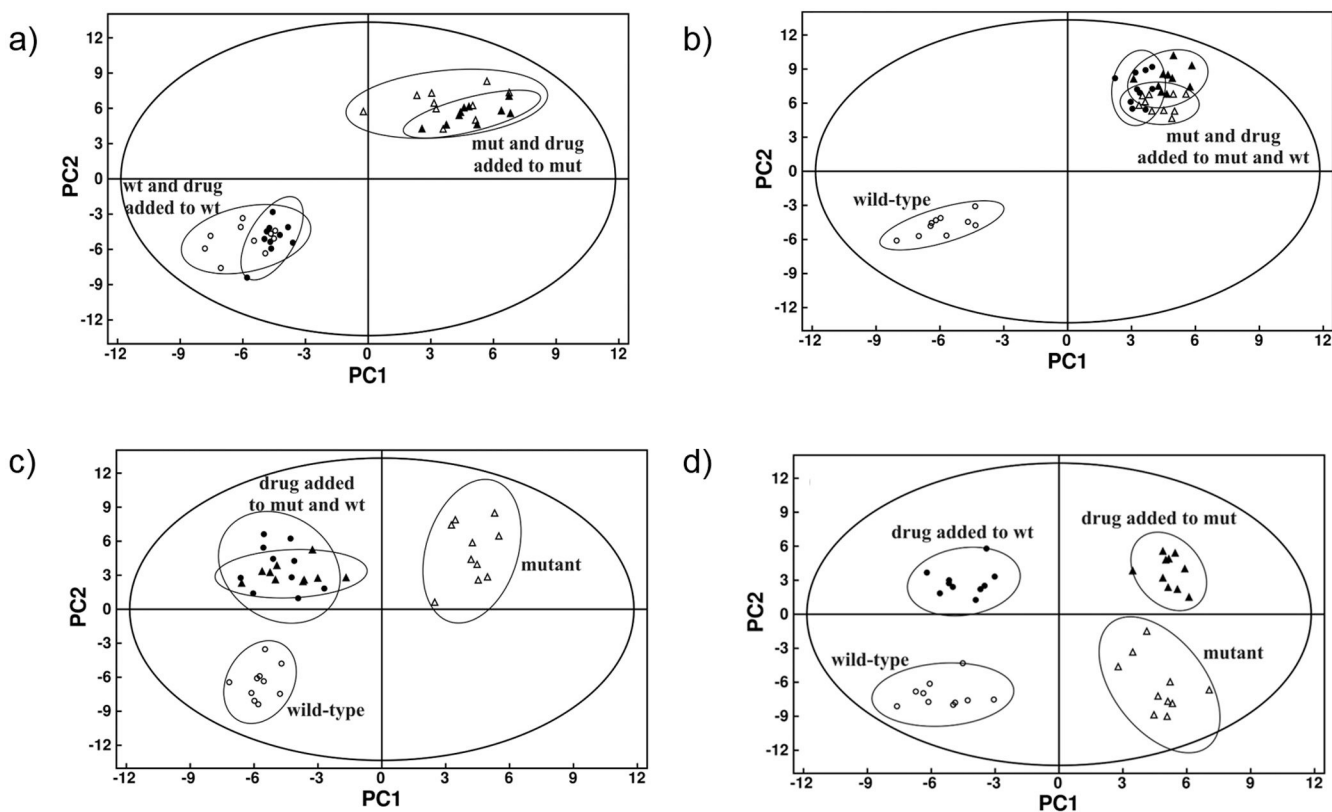 a)
12
9
6
3
0
-3
-6
-9
-12
PC2
mut and drug
added to mut
wt and drug
added to wt
-12 -9 -6 -3 0 3 6 9 12
PC1
b)
12
9
6
3
0
-3
-6
-9
-12
PC2
mut and drug
added to mut and wt
wild-type
-12 -9 -6 -3 0 3 6 9 12
PC1
c)
12
9
6
3
0
-3
-6
-9
-12
PC2
drug added
to mut and wt
mutant
wild-type
-12 -9 -6 -3 0 3 6 9 12
PC1
d)
12
9
6
3
0
-3
-6
-9
-12
PC2
drug added to wt
drug added to mut
wild-type
mutant
-12 -9 -6 -3 0 3 6 9 12
PC1